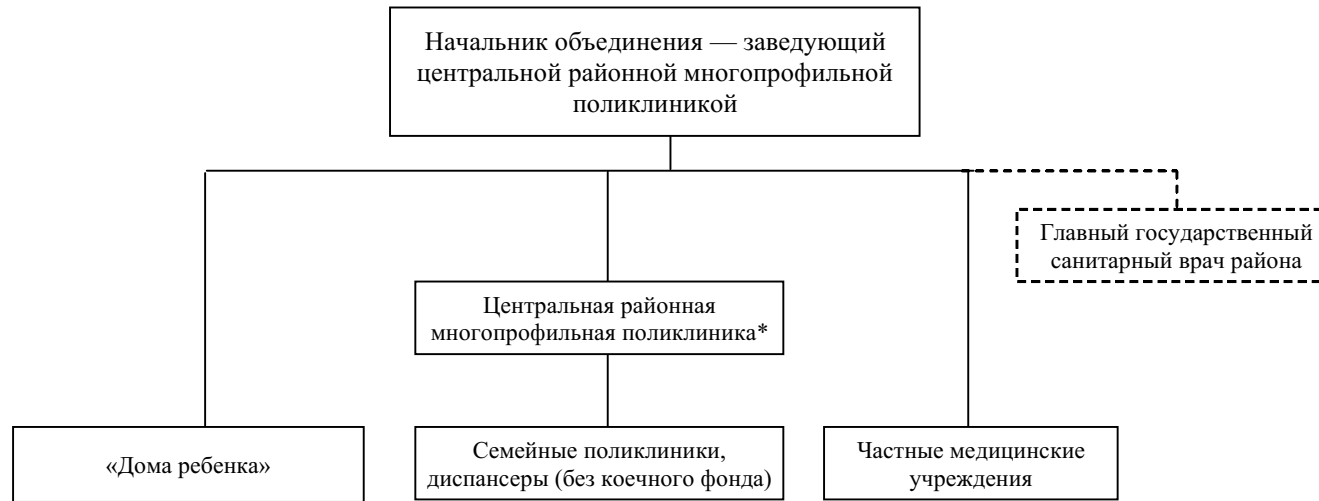 Начальник объединения — заведующий
центральной районной многопрофильной
поликлиникой
Главный государственный
санитарный врач района
Центральная районная
многопрофильная поликлиника*
«Дома ребенка»
Семейные поликлиники,
диспансеры (без коечного фонда)
Частные медицинские
учреждения